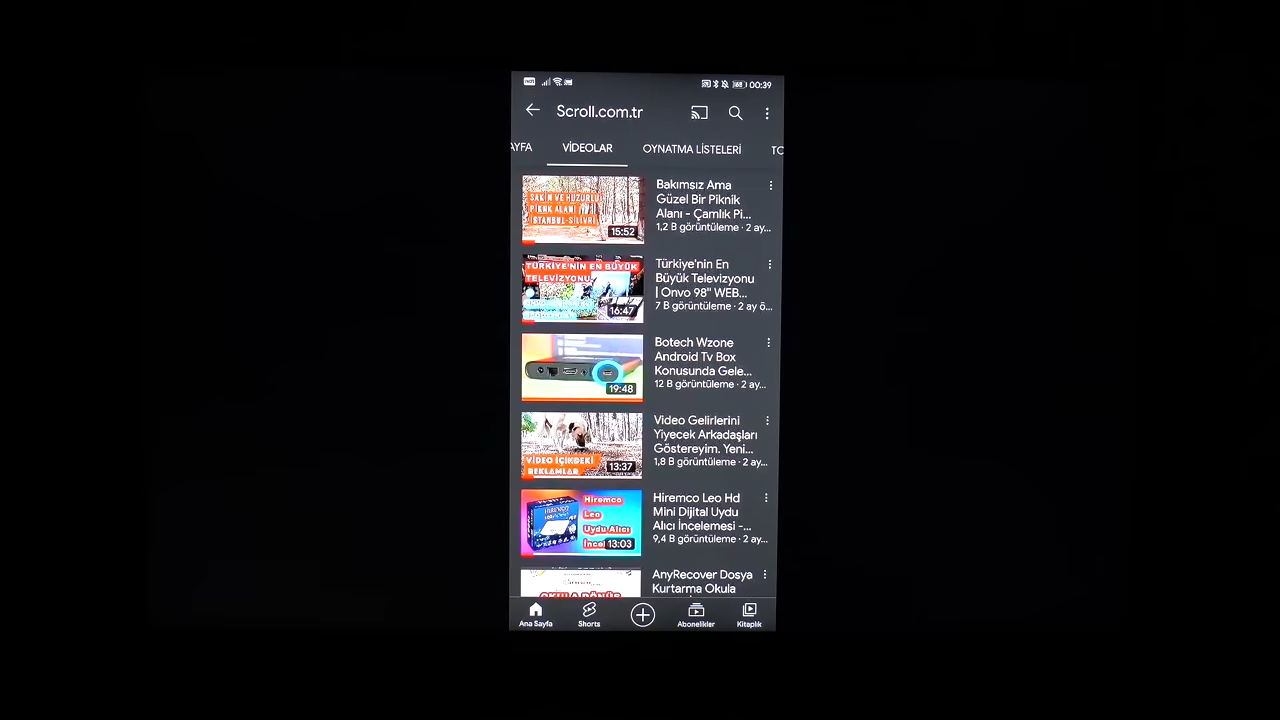 00:39
Scroll.com.tr
AYFA
VİDEOLAR
OYNATMA LİSTELERİ
TO
SAKİN VE HUZURLU
PİKNİK ALANI
İSTANBUL-SİLİVRİ
15:52
Bakımsız Ama
Güzel Bir Piknik
Alanı - Çamlık Pi...
1,2 B görüntüleme · 2 ay...
TÜRKİYE'NİN EN BÜYÜK
TELEVİZYONU
16:47
Türkiye'nin En
Büyük Televizyonu
| Onvo 98'' WEB...
7 B görüntüleme · 2 ay ö...
19:48
Botech Wzone
Android Tv Box
Konusunda Gele...
12 B görüntüleme · 2 ay...
VİDEO İÇİKDEKİ
REKLAMLAR
13:37
Video Gelirlerini
Yiyecek Arkadaşları
Göstereyim. Yeni...
1,8 B görüntüleme · 2 ay...
HIREMCO
Hiremco
Leo
Uydu Alıcı
İnce
13:03
Hiremco Leo Hd
Mini Dijital Uydu
Alıcı İncelemesi -...
9,4 B görüntüleme · 2 ay...
OKULA DÖNÜŞ
AnyRecover Dosya
Kurtarma Okula
Ana Sayfa
Shorts
Abonelikler
Kitaplık